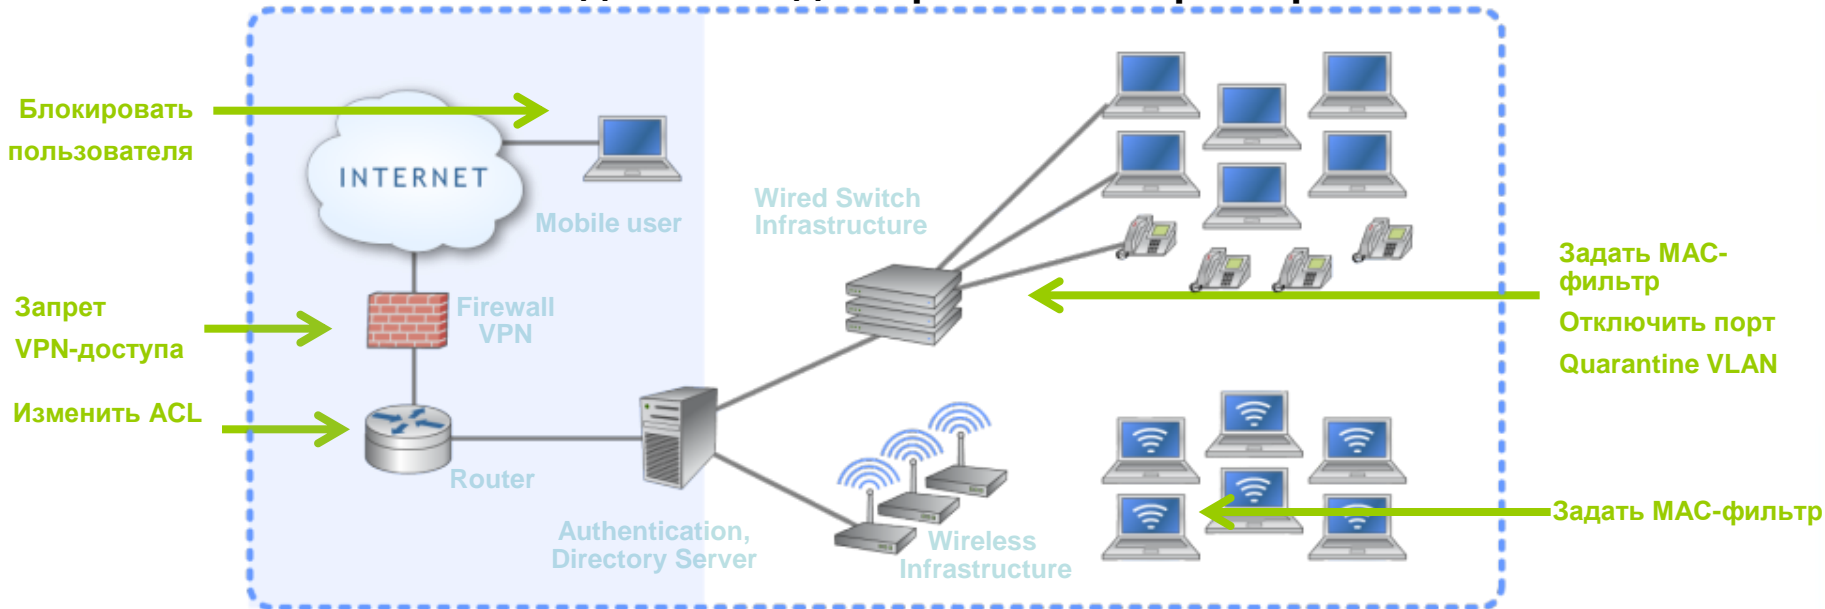 Блокировать
пользователя
INTERNET
Mobile user
Wired Switch
Infrastructure
Запрет
VPN-доступа
Firewall
VPN
Задать MAC-
фильтр
Отключить порт
Quarantine VLAN
Изменить ACL
Router
Authentication,
Directory Server
Wireless
Infrastructure
Задать MAC-фильтр